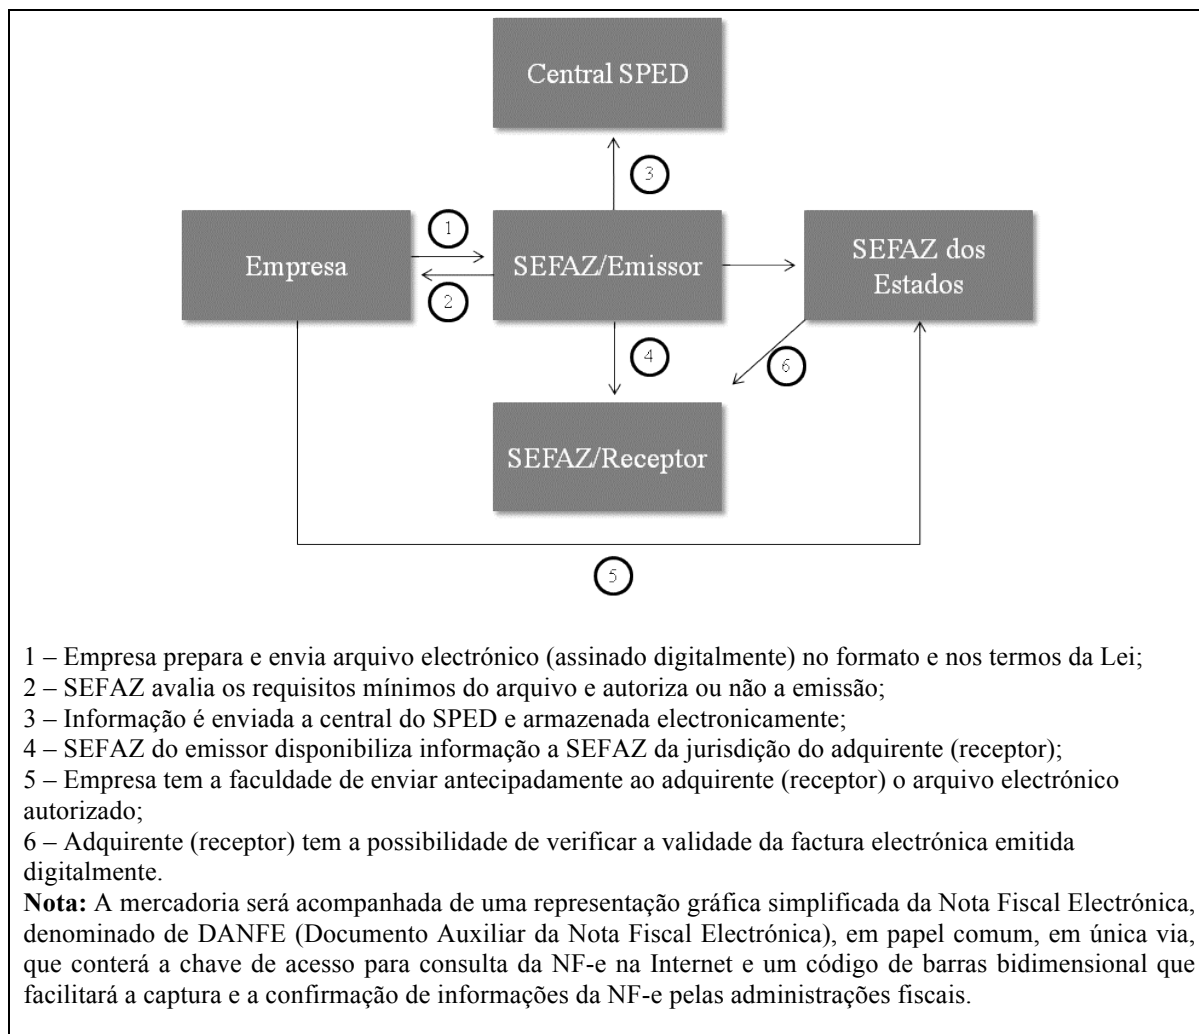 Central SPED
3
1
Empresa
SEFAZ/Emissor
SEFAZ dos
Estados
2
4
6
SEFAZ/Receptor
5
1 – Empresa prepara e envia arquivo electrónico (assinado digitalmente) no formato e nos termos da Lei;
2 – SEFAZ avalia os requisitos mínimos do arquivo e autoriza ou não a emissão;
3 – Informação é enviada a central do SPED e armazenada electronicamente;
4 – SEFAZ do emissor disponibiliza informação a SEFAZ da jurisdição do adquirente (receptor);
5 – Empresa tem a faculdade de enviar antecipadamente ao adquirente (receptor) o arquivo electrónico
autorizado;
6 – Adquirente (receptor) tem a possibilidade de verificar a validade da factura electrónica emitida
digitalmente.
Nota: A mercadoria será acompanhada de uma representação gráfica simplificada da Nota Fiscal Electrónica,
denominado de DANFE (Documento Auxiliar da Nota Fiscal Electrónica), em papel comum, em única via,
que conterá a chave de acesso para consulta da NF-e na Internet e um código de barras bidimensional que
facilitará a captura e a confirmação de informações da NF-e pelas administrações fiscais.